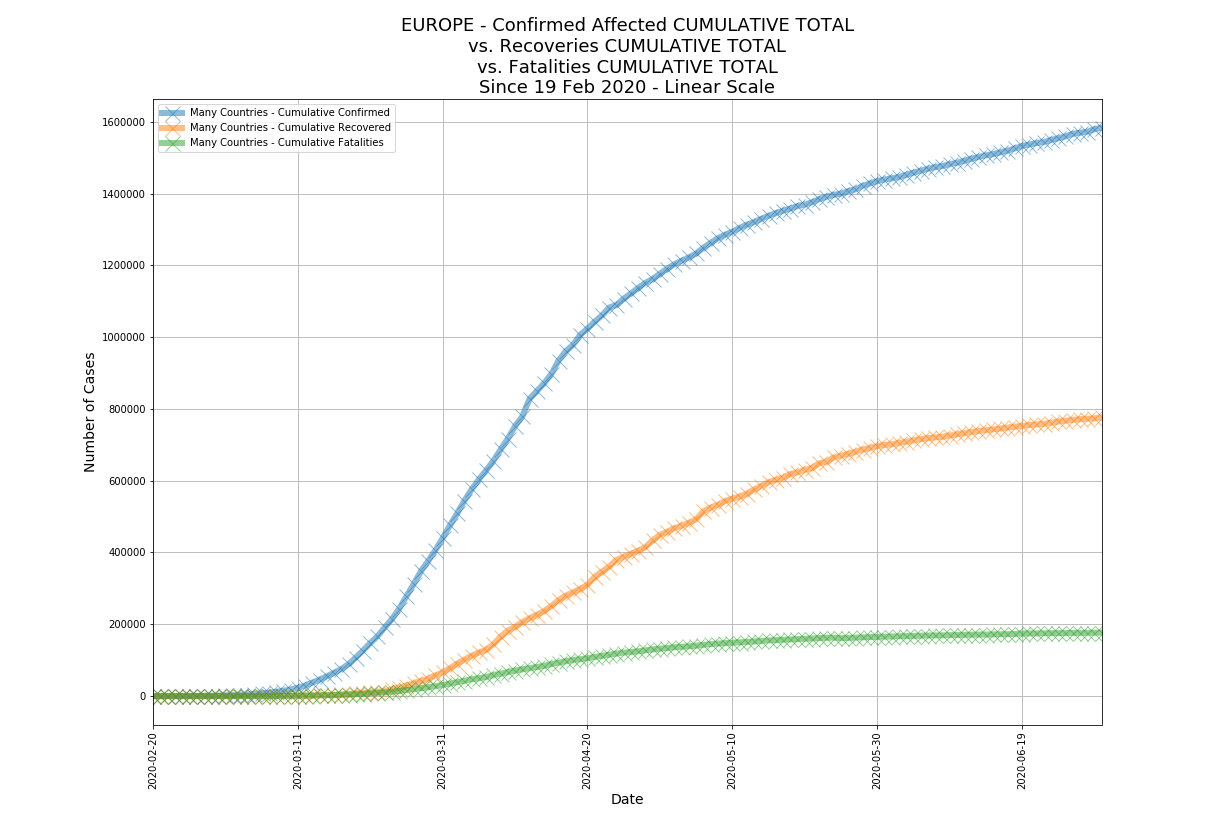 EUROPE - Confirmed Affected CUMULATIVE TOTAL
vs. Recoveries CUMULATIVE TOTAL
vs. Fatalities CUMULATIVE TOTAL
Since 19 Feb 2020 - Linear Scale
Many Countries - Cumulative Confirmed
Many Countries - Cumulative Recovered
Many Countries - Cumulative Fatalities
Number of Cases
1600000
1400000
1200000
1000000
800000
600000
400000
200000
0
2020-02-20
2020-03-11
2020-03-31
2020-04-20
2020-05-10
2020-05-30
2020-06-19
Date